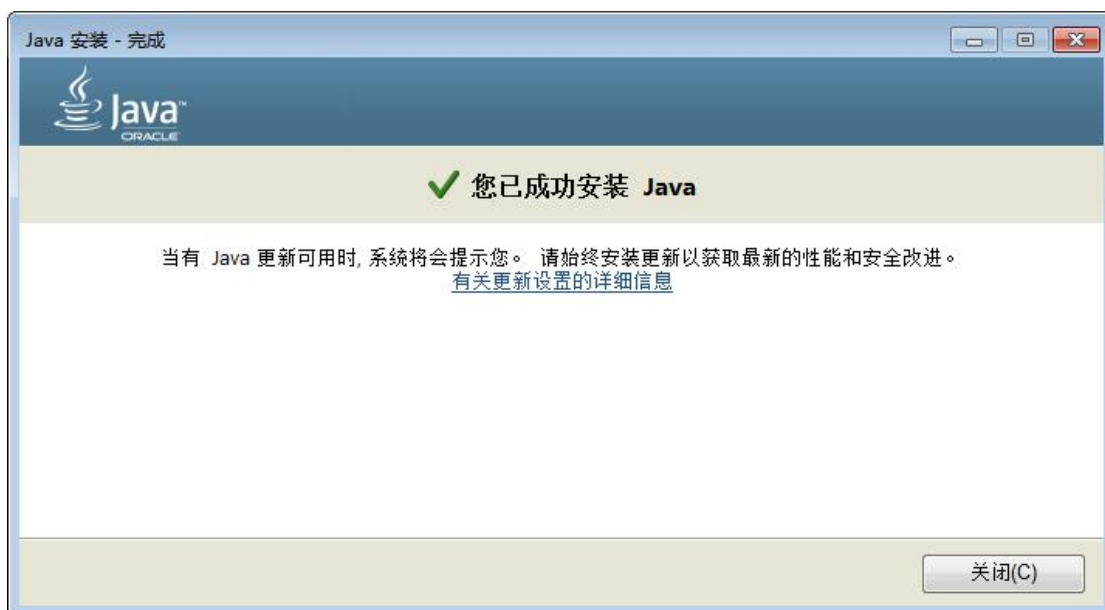 Java 安装 - 完成
Java™
ORACLE
您已成功安装 Java
当有 Java 更新可用时, 系统将会提示您。 请始终安装更新以获取最新的性能和安全改进。
有关更新设置的详细信息
关闭(C)